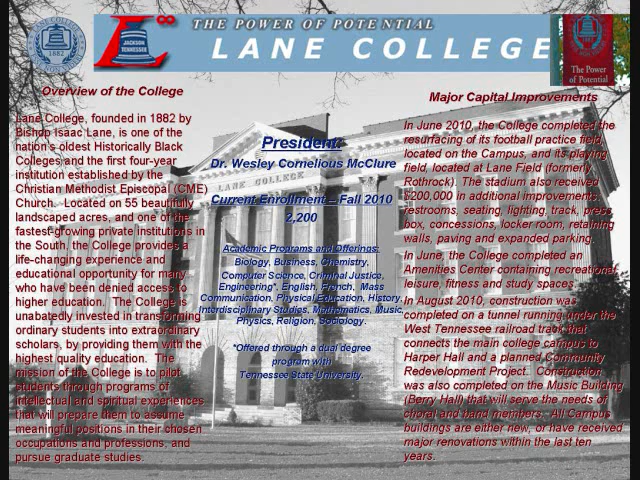 THE POWER OF POTENTIAL
LANE COLLEGE
1882
JACKSON
TENNESSEE
The Power
of Potential
Overview of the College
Lane College, founded in 1882 by
Bishop Isaac Lane, is one of the
nation's oldest Historically Black
Colleges and the first four-year
institution established by the
Christian Methodist Episcopal (CME)
Church. Located on 55 beautifully
landscaped acres, and one of the
fastest-growing private institutions in
the South, the College provides a
life-changing experience and
educational opportunity for many
who have been denied access to
higher education. The College is
unabatedly invested in transforming
ordinary students into extraordinary
scholars, by providing them with the
highest quality education. The
mission of the College is to pilot
students through programs of
intellectual and spiritual experiences
that will prepare them to assume
meaningful positions in their chosen
occupations and professions, and
pursue graduate studies.
LANE COLLEGE
President:
Dr. Wesley Cornelious McClure
Current Enrollment – Fall 2010
2,200
Academic Programs and Offerings:
Biology, Business, Chemistry,
Computer Science, Criminal Justice,
Engineering*, English, French, Mass
Communication, Physical Education, History,
Interdisciplinary Studies, Mathematics, Music,
Physics, Religion, Sociology.
*Offered through a dual degree
program with
Tennessee State University.
Major Capital Improvements
In June 2010, the College completed the
resurfacing of its football practice field,
located on the Campus, and its playing
field, located at Lane Field (formerly
Rothrock). The stadium also received
$200,000 in additional improvements,
restrooms, seating, lighting, track, press
box, concessions, locker room, retaining
walls, paving and expanded parking.
In June, the College completed an
Amenities Center containing recreational,
leisure, fitness and study spaces.
In August 2010, construction was
completed on a tunnel running under the
West Tennessee railroad track that
connects the main college campus to
Harper Hall and a planned Community
Redevelopment Project. Construction
was also completed on the Music Building
(Berry Hall) that will serve the needs of
choral and band members. All Campus
buildings are either new, or have received
major renovations within the last ten
years.